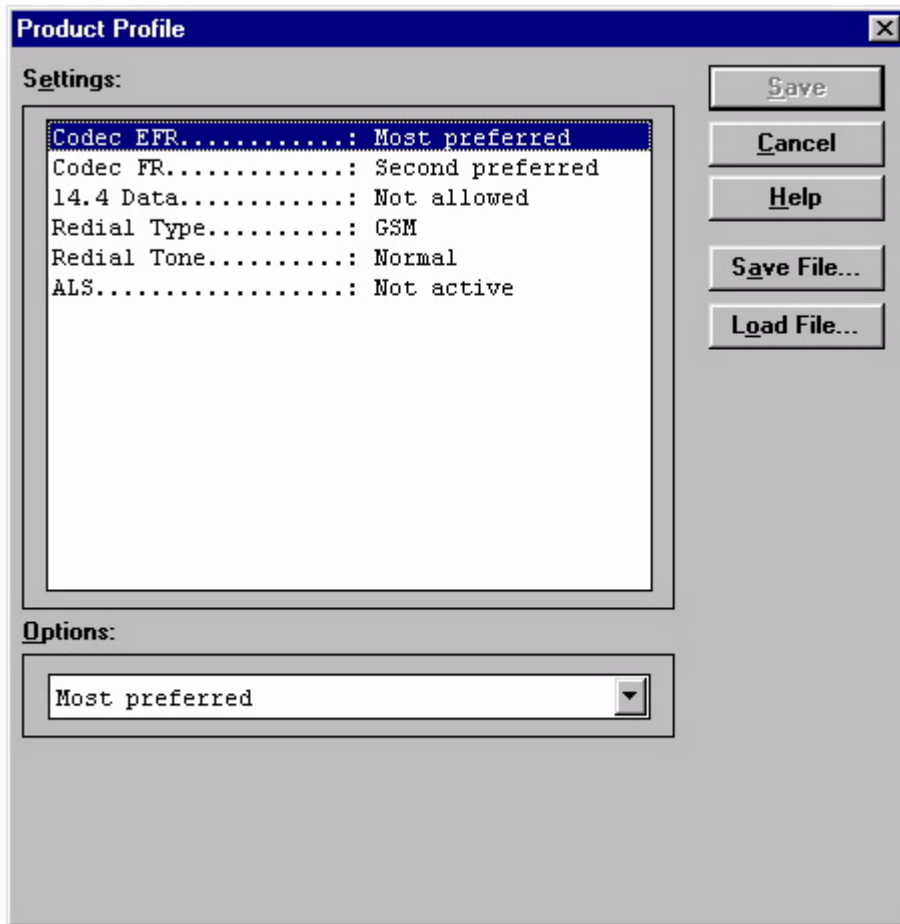 Product Profile
Settings:
Codec EFR............: Most preferred
Codec FR.............: Second preferred
14.4 Data............: Not allowed
Redial Type..........: GSM
Redial Tone..........: Normal
ALS..................: Not active
Save
Cancel
Help
Save File...
Load File...
Options:
Most preferred